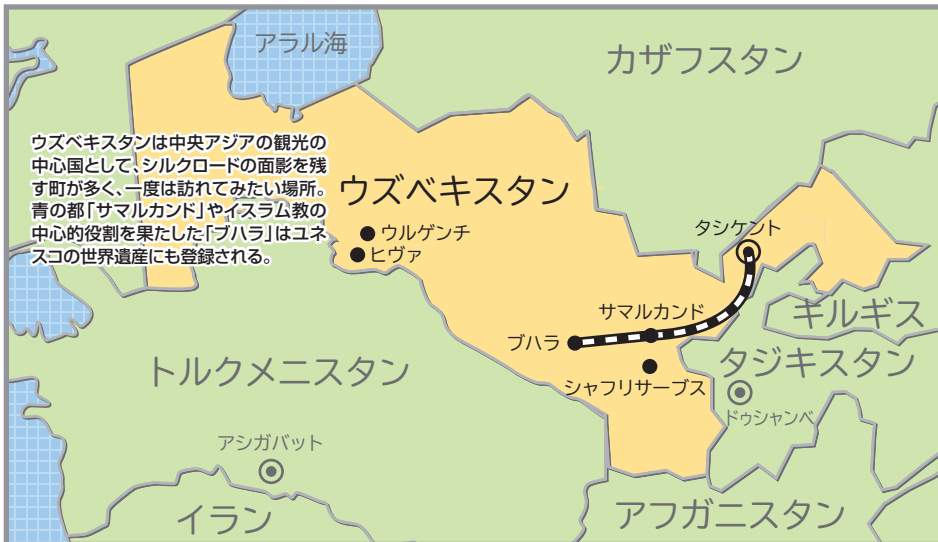 アラル海
カザフスタン
ウズベキスタンは中央アジアの観光の
中心国として、シルクロードの面影を残
す町が多く、一度は訪れてみたい場所。
青の都「サマルカンド」やイスラム教の
中心的役割を果たした「ブハラ」はユネ
スコの世界遺産にも登録される。
ウズベキスタン
ウルゲンチ
ヒヴァ
タシケント
サマルカンド
ブハラ
キルギス
シャフリサーブス
タジキスタン
ドゥシャンベ
トルクメニスタン
アシガバット
イラン
アフガニスタン